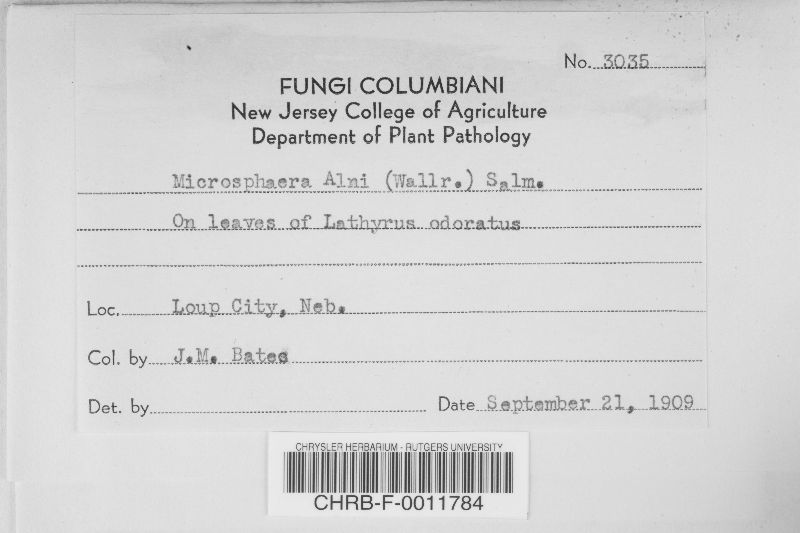 No. 3035
FUNGI COLUMBIANI
New Jersey College of Agriculture
Department of Plant Pathology
Microsphaera Alni (Wallr.) Salm.
On leaves of Lathyrus odoratus
Loc. Loup City, Neb.
Col. by J.M. Bates
Det. by
Date September 21, 1909
CHRYSLER HERBARIUM - RUTGERS UNIVERSITY
CHRB-F-0011784